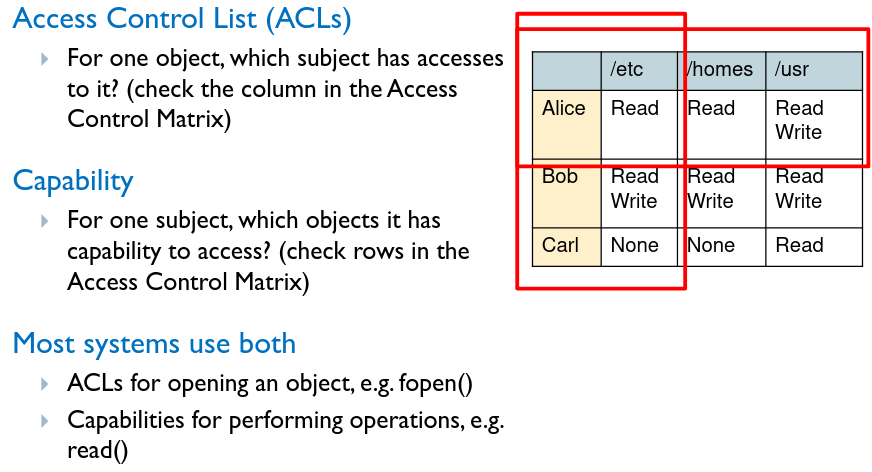 Access Control List (ACLs)
For one object, which subject has accesses
to it? (check the column in the Access
Control Matrix)
Capability
For one subject, which objects it has
capability to access? (check rows in the
Access Control Matrix)
Most systems use both
ACLs for opening an object, e.g. fopen()
Capabilities for performing operations, e.g.
read()
/etc /homes /usr
Alice Read Read Read
Write
Bob Read Read Read
Write Write Write
Carl None None Read